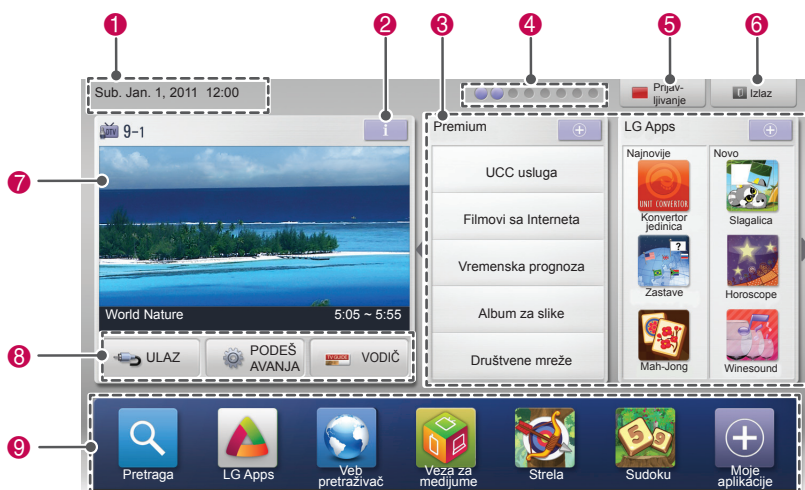 1
2
3
4
5
6
Sub. Jan. 1, 2011 12:00
Prijav-
ljivanje
Izlaz
DTV 9-1
i
Premium
LG Apps
7
UCC usluga
Filmovi sa Interneta
Vremenska prognoza
Album za slike
Društvene mreže
Najnovije
Novo
UNIT CONVERTOR
Konvertor
jedinica
Slagalica
?
Zastave
Horoscope
Mah-Jong
Winesound
World Nature 5:05 ~ 5:55
8
ULAZ
PODEŠ
AVANJA
TV GUIDE
VODIČ
9
5 9
Pretraga
LG Apps
Veb
pretraživač
Veza za
medijume
Strela
Sudoku
Moje
aplikacije